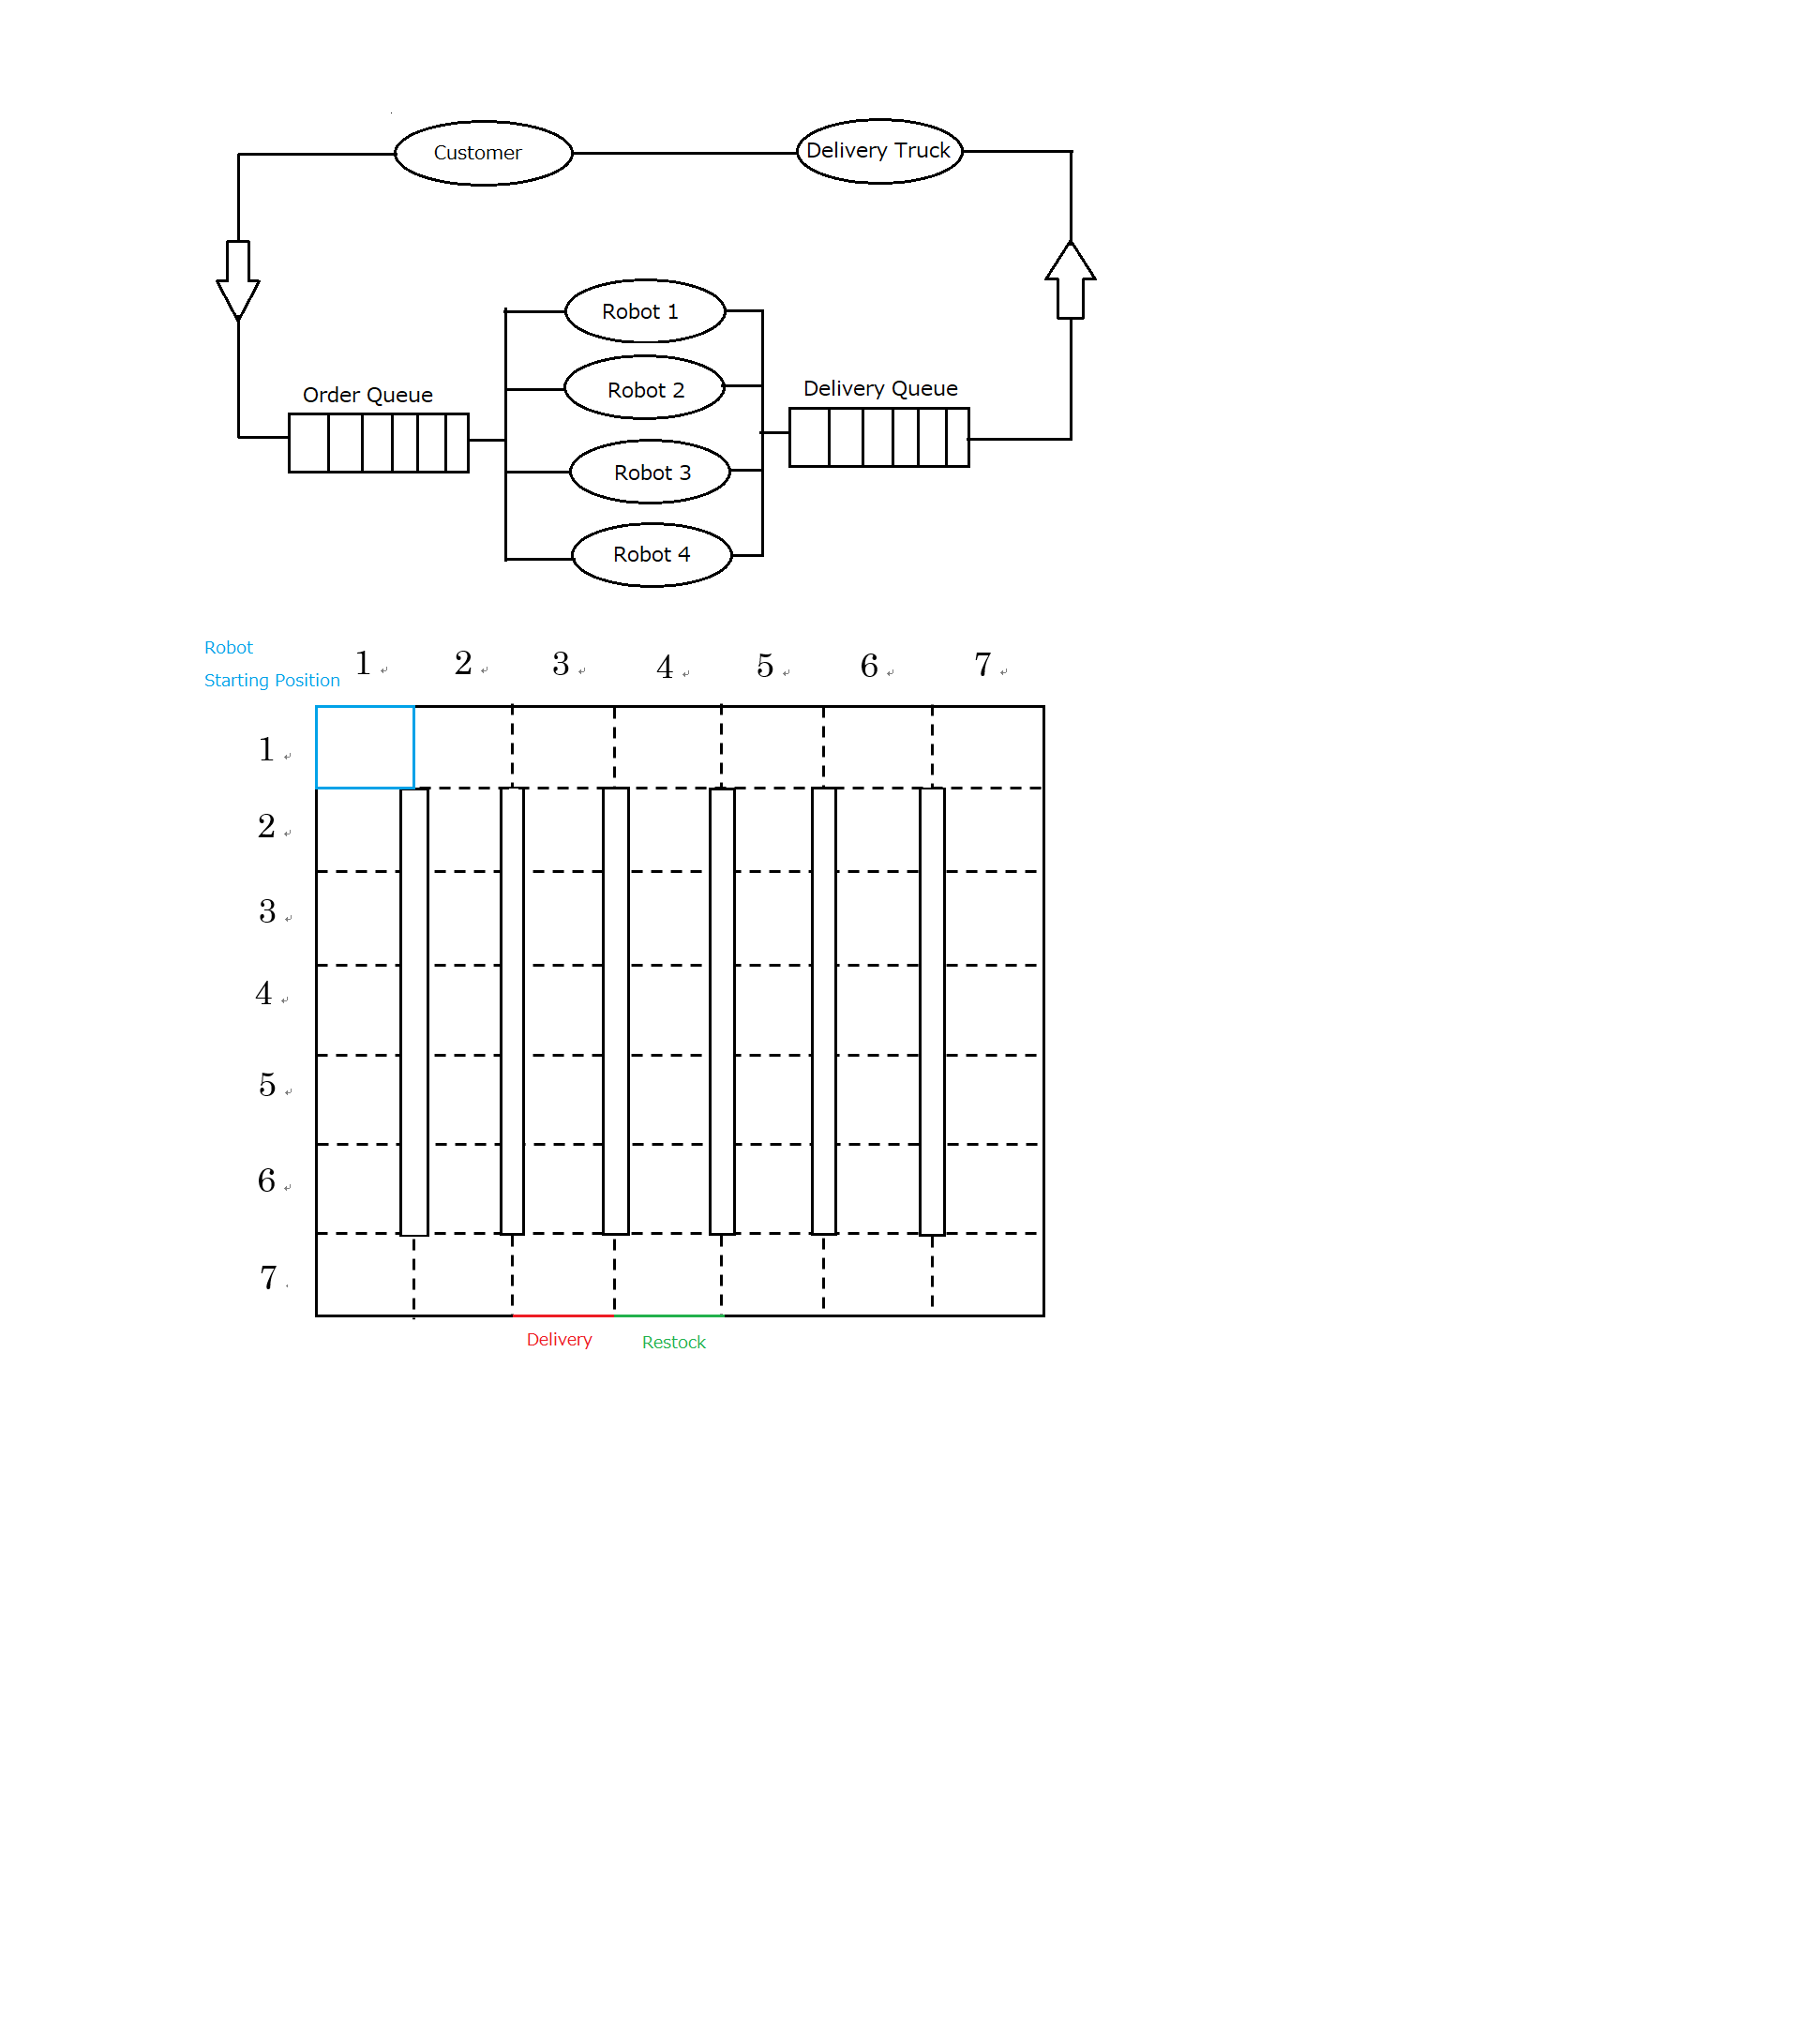 Customer
Delivery Truck
Robot 1
Robot 2
Robot 3
Robot 4
Order Queue
Delivery Queue
Robot
Starting Position
1 2 3 4 5 6 7
1
2
3
4
5
6
7
Delivery
Restock